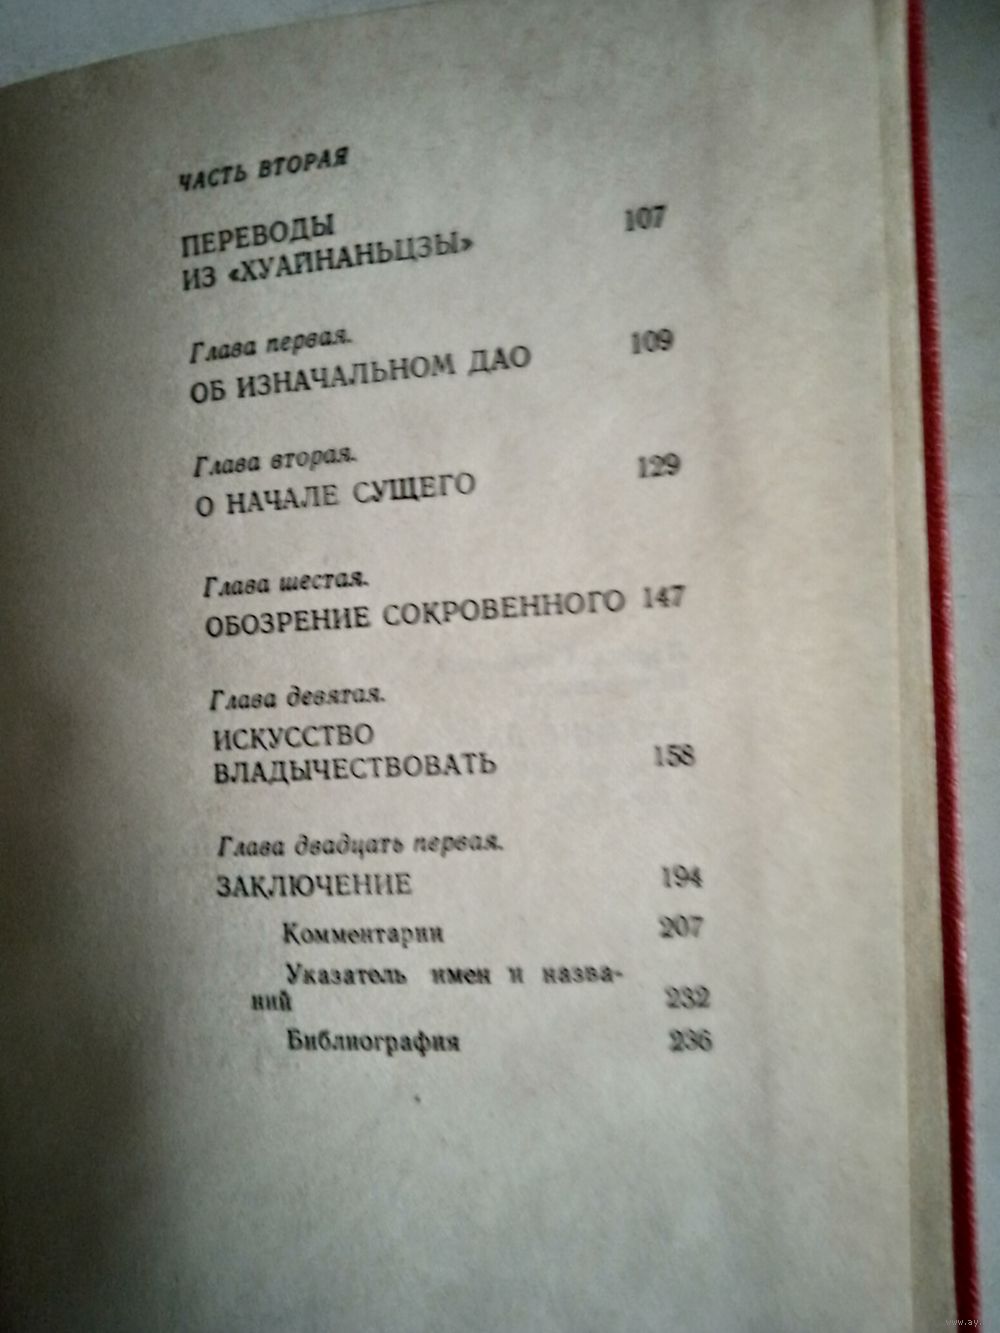 ЧАСТЬ ВТОРАЯ
ПЕРЕВОДЫ
ИЗ «ХУАЙНАНЬЦЗЫ» 107
Глава первая.
ОБ ИЗНАЧАЛЬНОМ ДАО 109
Глава вторая.
О НАЧАЛЕ СУЩЕГО 129
Глава шестая.
ОБОЗРЕНИЕ СОКРОВЕННОГО 147
Глава девятая.
ИСКУССТВО
ВЛАДЫЧЕСТВОВАТЬ 158
Глава двадцать первая.
ЗАКЛЮЧЕНИЕ 194
Комментарии 207
Указатель имен и назва-
ний 232
Библиография 236
www.ay.